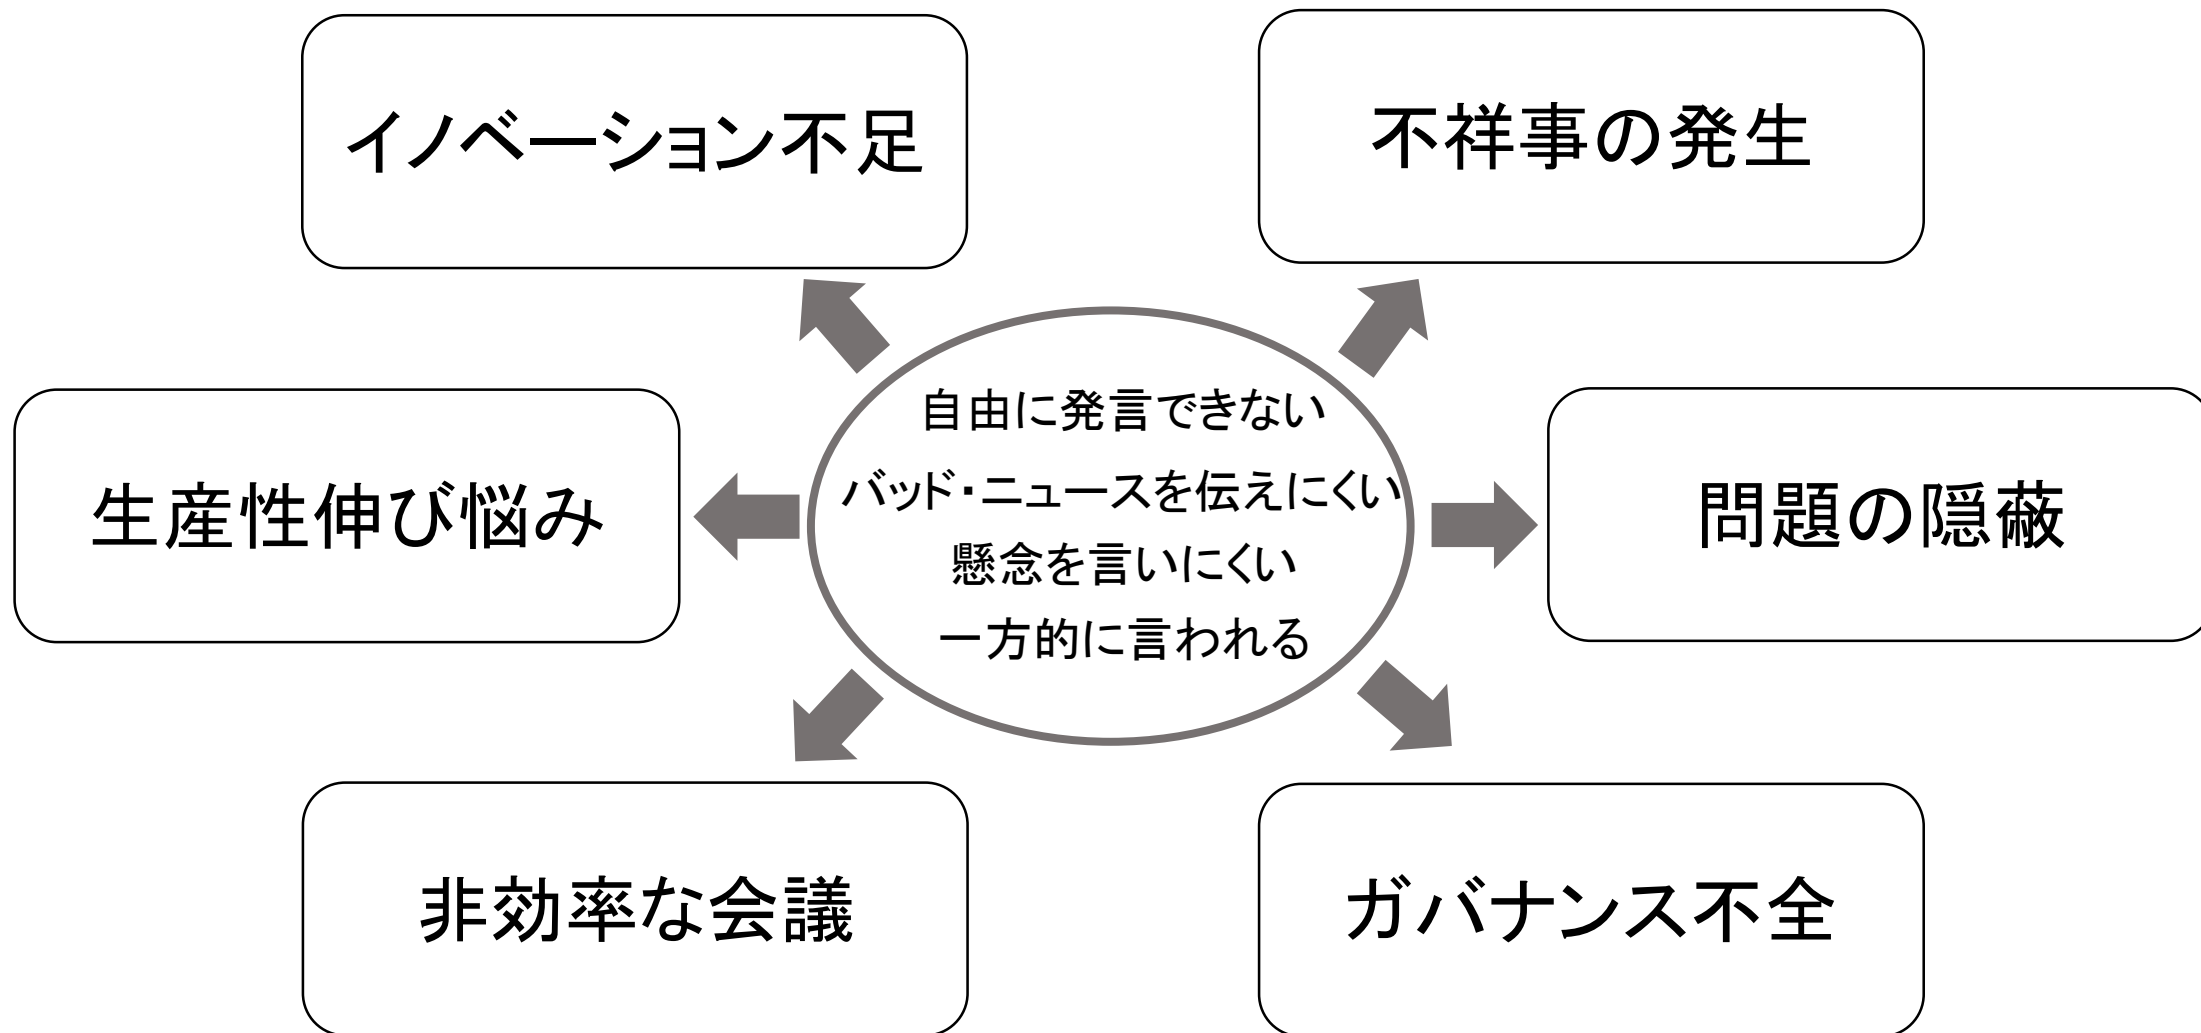 イノベーション不足
不祥事の発生
自由に発言できない
バッド・ニュースを伝えにくい
懸念を言いにくい
一方的に言われる
生産性伸び悩み
問題の隠蔽
非効率な会議
ガバナンス不全